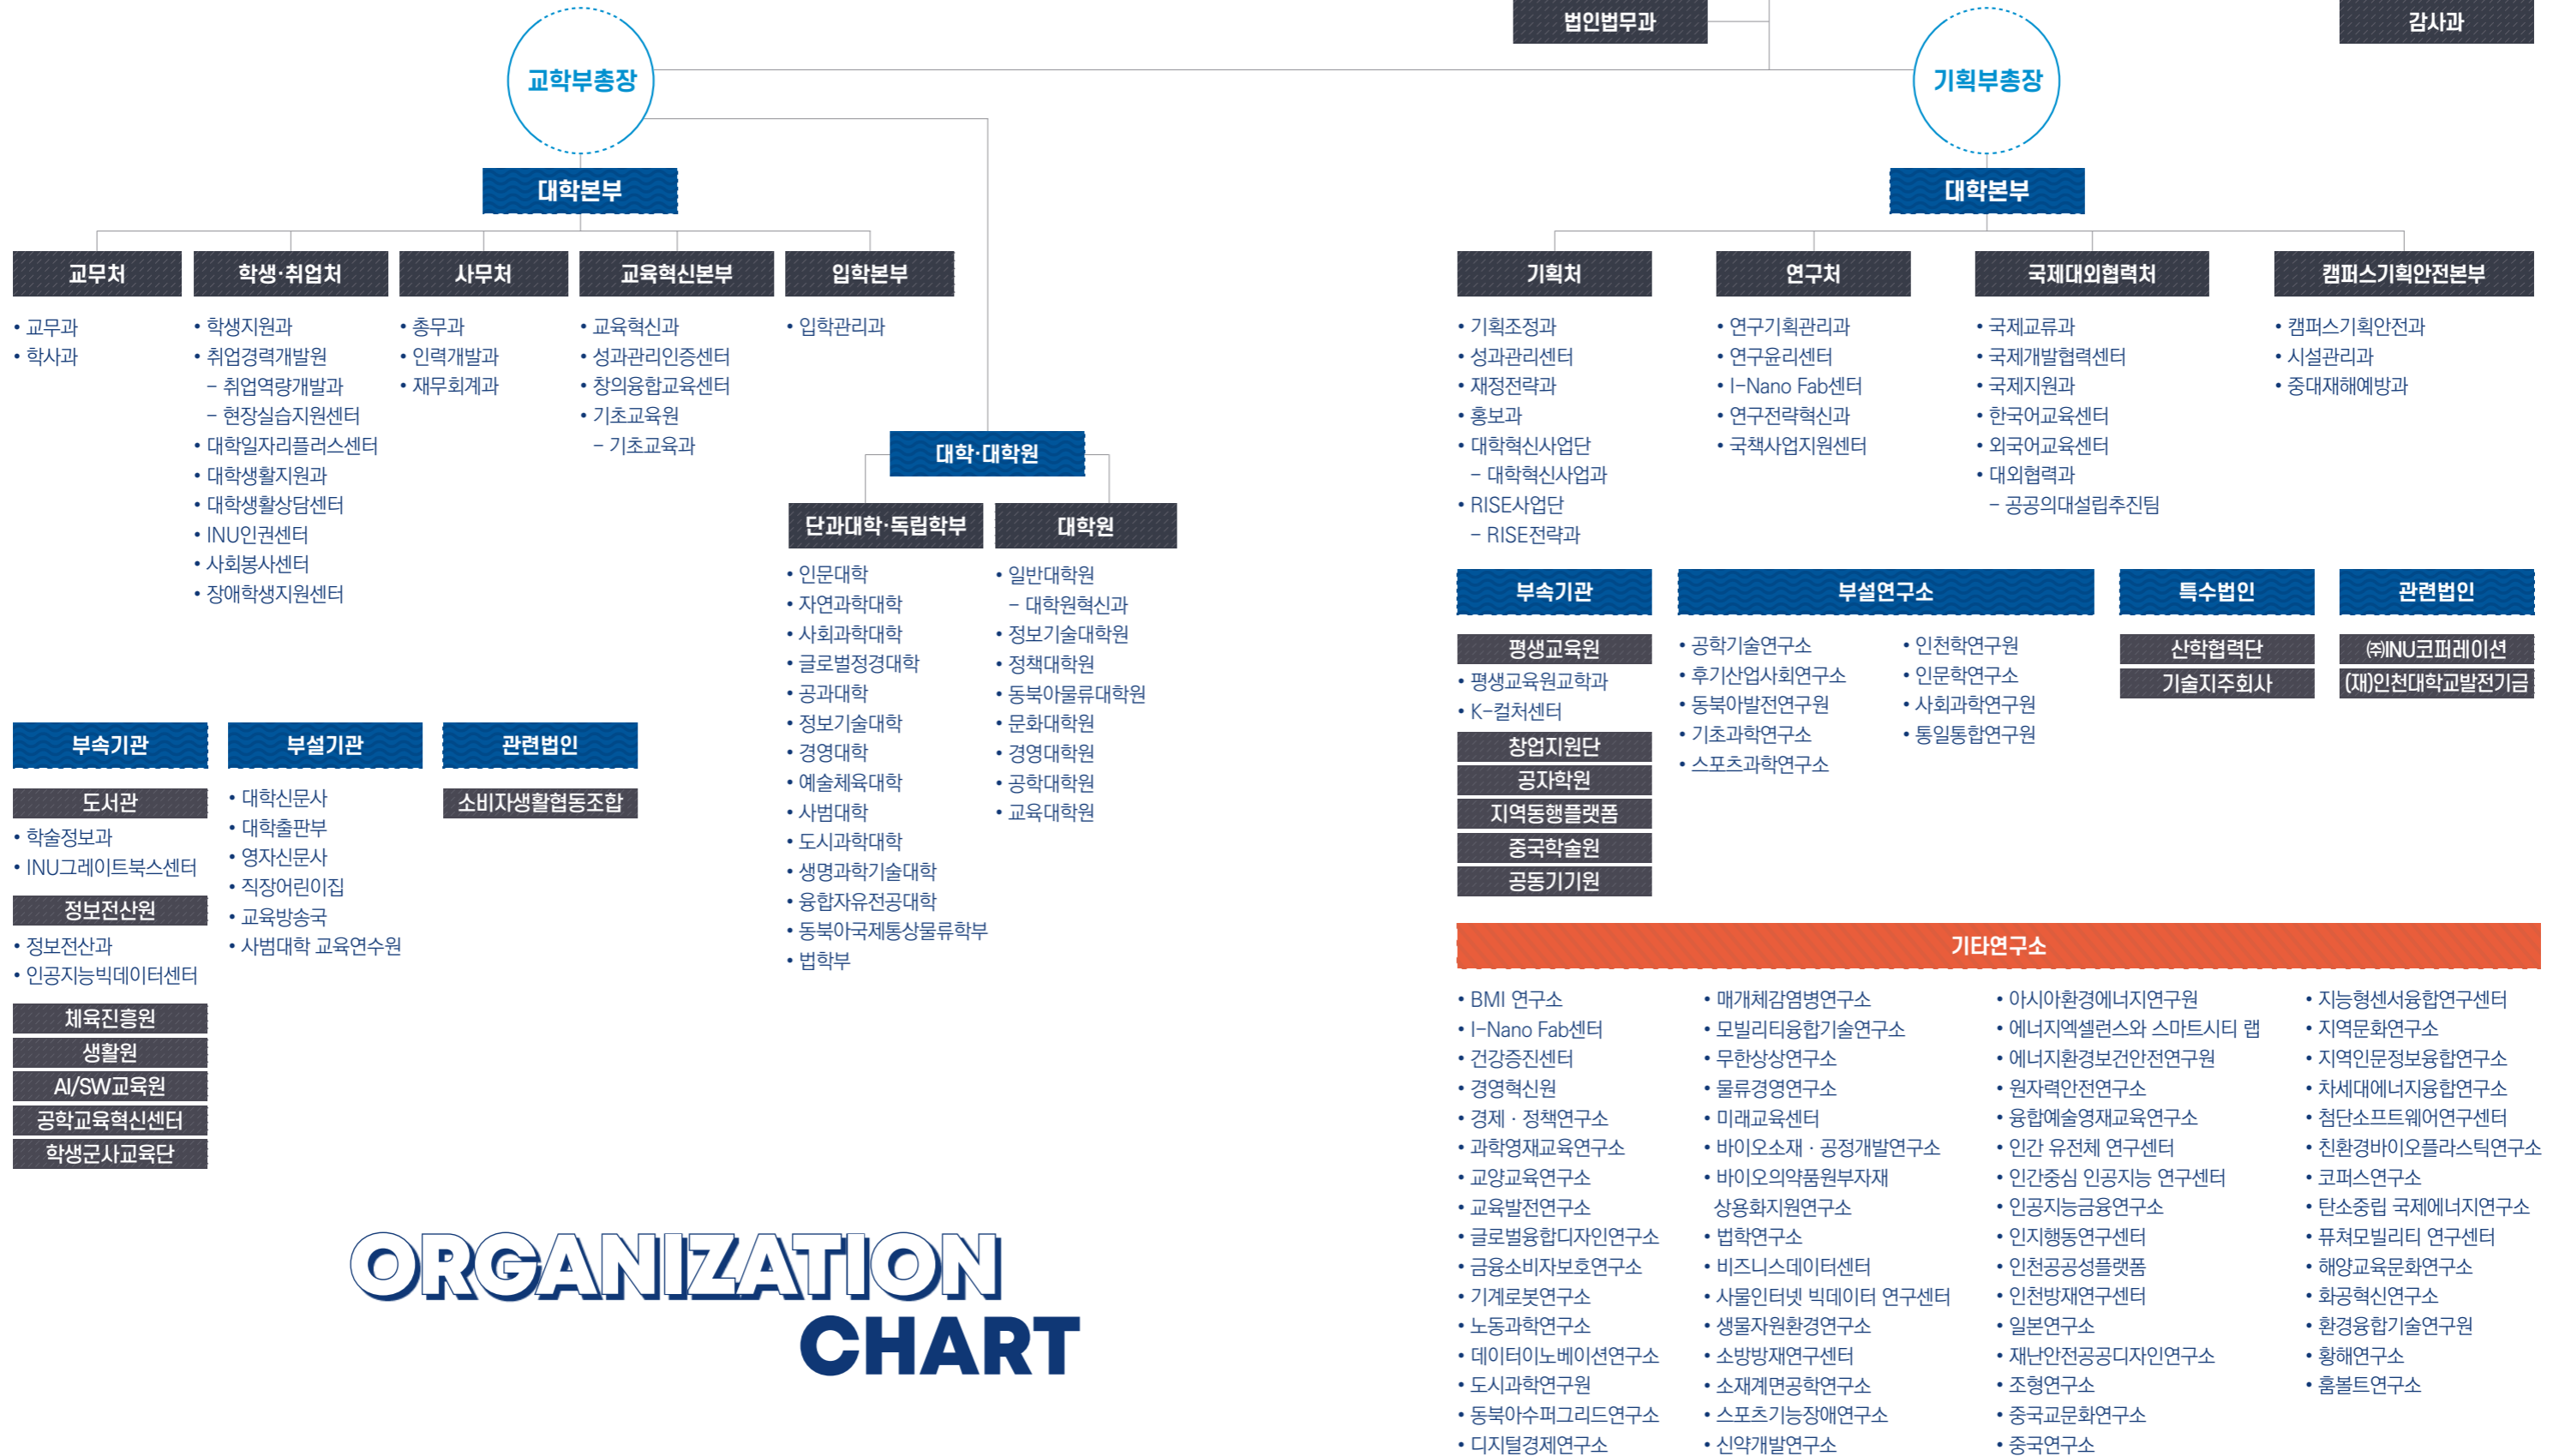 법인법무과
감사과
교학부총장
기획부총장
대학본부
교무처
• 교무과
• 학사과
학생·취업처
• 학생지원과
• 취업경력개발원
– 취업역량개발과
– 현장실습지원센터
• 대학일자리플러스센터
• 대학생활지원과
• 대학생활상담센터
• INU인권센터
• 사회봉사센터
• 장애학생지원센터
사무처
• 총무과
• 인력개발과
• 재무회계과
교육혁신본부
• 교육혁신과
• 성과관리인증센터
• 창의융합교육센터
• 기초교육원
– 기초교육과
입학본부
• 입학관리과
대학·대학원
단과대학·독립학부
• 인문대학
• 자연과학대학
• 사회과학대학
• 글로벌정경대학
• 공과대학
• 정보기술대학
• 경영대학
• 예술체육대학
• 사범대학
• 도시과학대학
• 생명과학기술대학
• 융합자유전공대학
• 동북아국제통상물류학부
• 법학부
대학원
• 일반대학원
– 대학원혁신과
• 정보기술대학원
• 정책대학원
• 동북아물류대학원
• 문화대학원
• 경영대학원
• 공학대학원
• 교육대학원
부속기관
도서관
• 학술정보과
• INU그레이트북스센터
정보전산원
• 정보전산과
• 인공지능빅데이터센터
체육진흥원
생활원
AI/SW교육원
공학교육혁신센터
학생군사교육단
부설기관
• 대학신문사
• 대학출판부
• 영자신문사
• 직장어린이집
• 교육방송국
• 사범대학 교육연수원
관련법인
소비자생활협동조합
ORGANIZATION
CHART
대학본부
기획처
• 기획조정과
• 성과관리센터
• 재정전략과
• 홍보과
• 대학혁신사업단
– 대학혁신사업과
• RISE사업단
– RISE전략과
연구처
• 연구기획관리과
• 연구윤리센터
• I-Nano Fab센터
• 연구전략혁신과
• 국책사업지원센터
국제대외협력처
• 국제교류과
• 국제개발협력센터
• 국제지원과
• 한국어교육센터
• 외국어교육센터
• 대외협력과
– 공공의대설립추진팀
캠퍼스기획안전본부
• 캠퍼스기획안전과
• 시설관리과
• 중대재해예방과
부속기관
평생교육원
• 평생교육원교학과
• K-컬처센터
창업지원단
공자학원
지역동행플랫폼
중국학술원
공동기기원
부설연구소
• 공학기술연구소
• 후기산업사회연구소
• 동북아발전연구원
• 기초과학연구소
• 스포츠과학연구소
• 인천학연구원
• 인문학연구소
• 사회과학연구원
• 통일통합연구원
특수법인
산학협력단
기술지주회사
관련법인
㈜INU코퍼레이션
(재)인천대학교발전기금
기타연구소
• BMI 연구소
• I-Nano Fab센터
• 건강증진센터
• 경영혁신원
• 경제 · 정책연구소
• 과학영재교육연구소
• 교양교육연구소
• 교육발전연구소
• 글로벌융합디자인연구소
• 금융소비자보호연구소
• 기계로봇연구소
• 노동과학연구소
• 데이터이노베이션연구소
• 도시과학연구원
• 동북아수퍼그리드연구소
• 디지털경제연구소
• 매개체감염병연구소
• 모빌리티융합기술연구소
• 무한상상연구소
• 물류경영연구소
• 미래교육센터
• 바이오소재 · 공정개발연구소
• 바이오의약품원부자재
상용화지원연구소
• 법학연구소
• 비즈니스데이터센터
• 사물인터넷 빅데이터 연구센터
• 생물자원환경연구소
• 소방방재연구센터
• 소재계면공학연구소
• 스포츠기능장애연구소
• 신약개발연구소
• 아시아환경에너지연구원
• 에너지엑셀런스와 스마트시티 랩
• 에너지환경보건안전연구원
• 원자력안전연구소
• 융합예술영재교육연구소
• 인간 유전체 연구센터
• 인간중심 인공지능 연구센터
• 인공지능금융연구소
• 인지행동연구센터
• 인천공공성플랫폼
• 인천방재연구센터
• 일본연구소
• 재난안전공공디자인연구소
• 조형연구소
• 중국교문화연구소
• 중국연구소
• 지능형센서융합연구센터
• 지역문화연구소
• 지역인문정보융합연구소
• 차세대에너지융합연구소
• 첨단소프트웨어연구센터
• 친환경바이오플라스틱연구소
• 코퍼스연구소
• 탄소중립 국제에너지연구소
• 퓨쳐모빌리티 연구센터
• 해양교육문화연구소
• 화공혁신연구소
• 환경융합기술연구원
• 황해연구소
• 훔볼트연구소